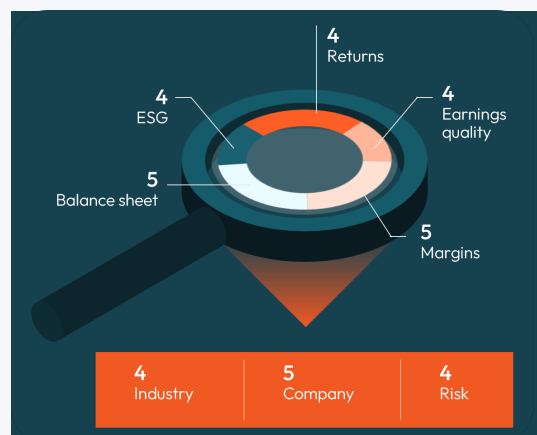 4
Returns
4
ESG
4
Earnings
quality
5
Balance sheet
5
Margins
4
Industry
5
Company
4
Risk